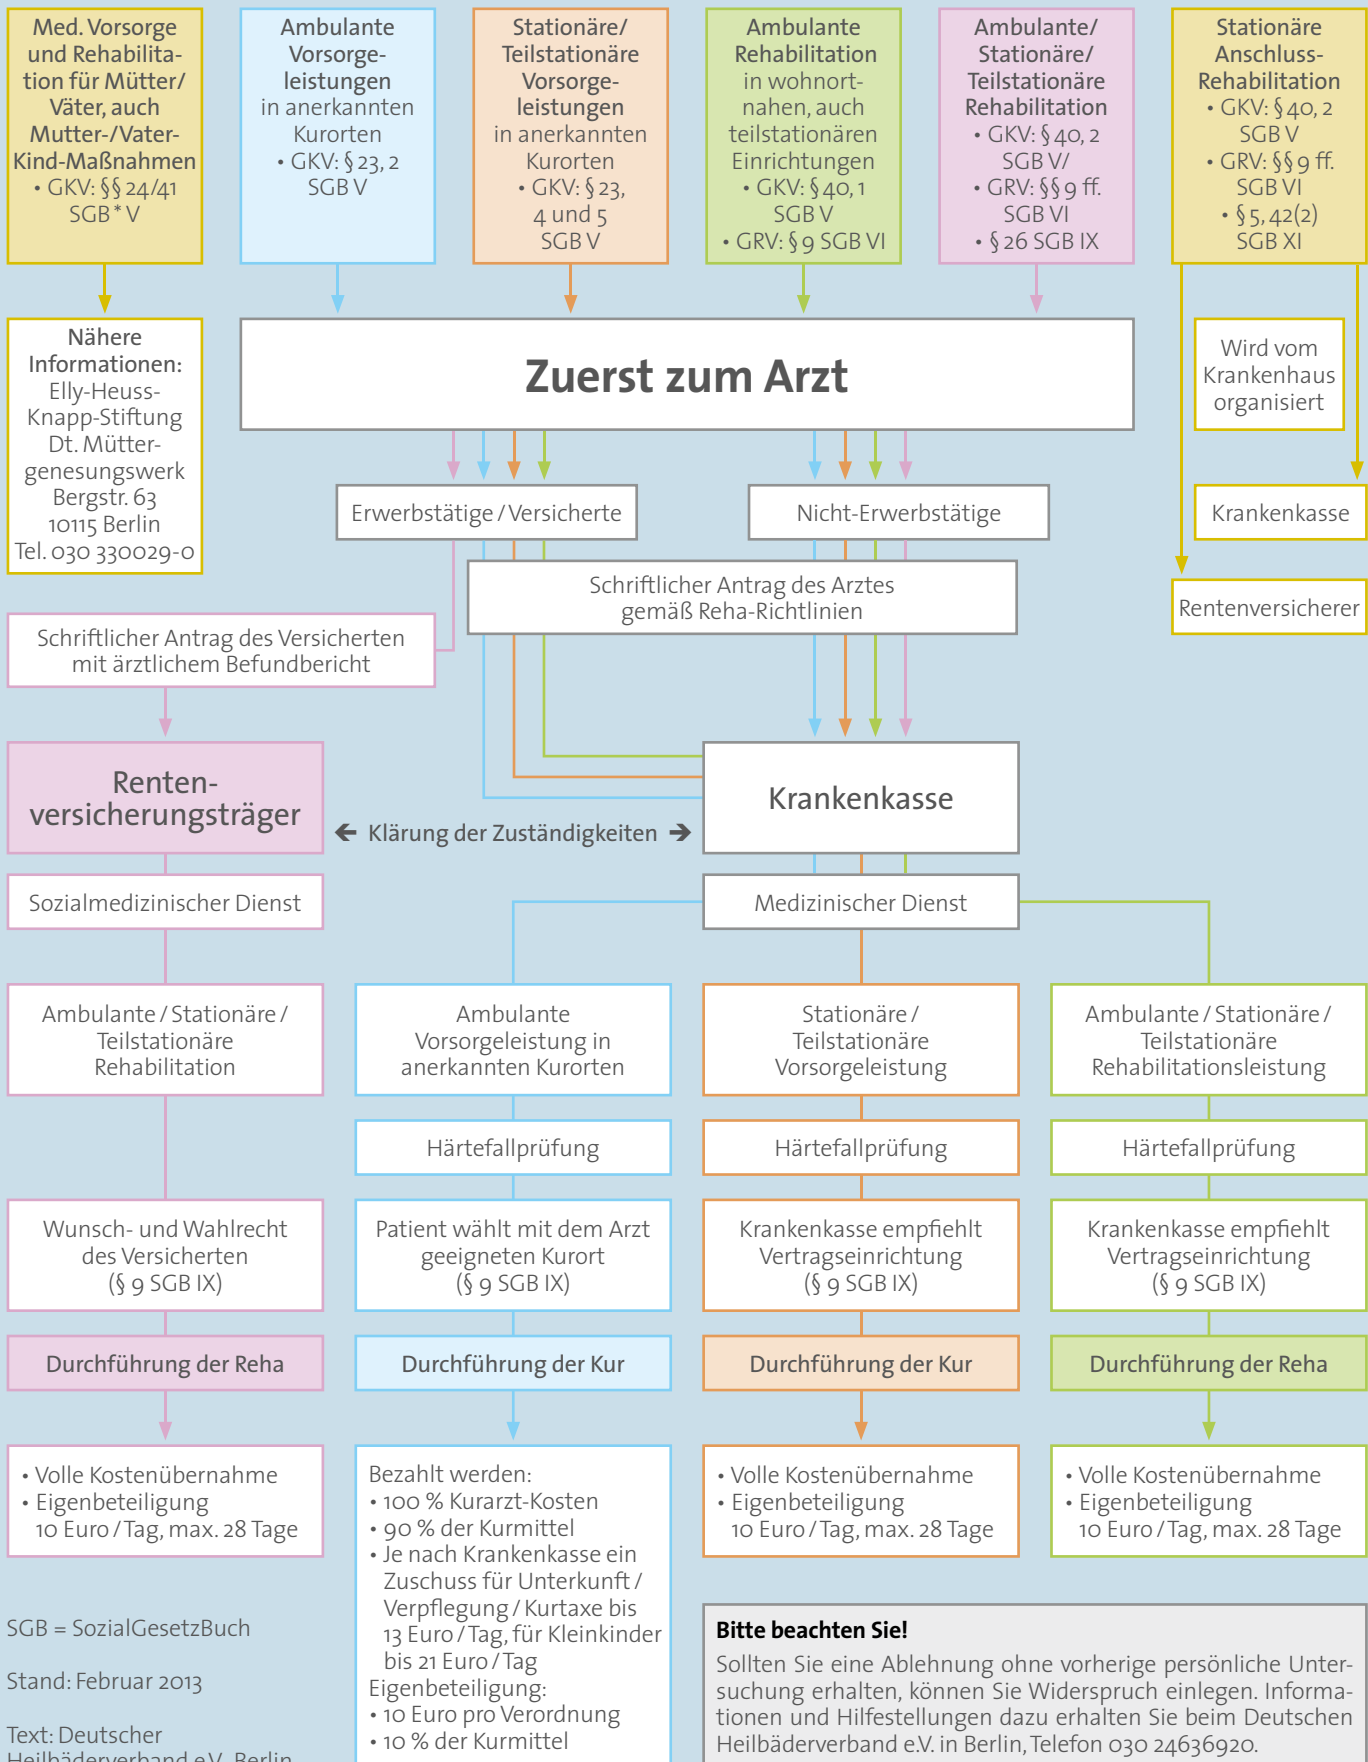 Med. Vorsorge
und Rehabilita-
tion für Mütter/
Väter, auch
Mutter-/Vater-
Kind-Maßnahmen
• GKV: §§ 24/41
SGB * V
Ambulante
Vorsorge-
leistungen
in anerkannten
Kurorten
• GKV: § 23, 2
SGB V
Stationäre/
Teilstationäre
Vorsorge-
leistungen
in anerkannten
Kurorten
• GKV: § 23,
4 und 5
SGB V
Ambulante
Rehabilitation
in wohnort-
nahen, auch
teilstationären
Einrichtungen
• GKV: § 40, 1
SGB V
• GRV: § 9 SGB VI
Ambulante/
Stationäre/
Teilstationäre
Rehabilitation
• GKV: § 40, 2
SGB V/
• GRV: §§ 9 ff.
SGB VI
• § 26 SGB IX
Stationäre
Anschluss-
Rehabilitation
• GKV: § 40, 2
SGB V
• GRV: §§ 9 ff.
SGB VI
• § 5, 42(2)
SGB XI
Nähere
Informationen:
Elly-Heuss-
Knapp-Stiftung
Dt. Mütter-
genesungswerk
Bergstr. 63
10115 Berlin
Tel. 030 330029-0
Zuerst zum Arzt
Wird vom
Krankenhaus
organisiert
Erwerbstätige / Versicherte
Nicht-Erwerbstätige
Krankenkasse
Schriftlicher Antrag des Arztes
gemäß Reha-Richtlinien
Rentenversicherer
Schriftlicher Antrag des Versicherten
mit ärztlichem Befundbericht
Renten-
versicherungsträger
← Klärung der Zuständigkeiten →
Krankenkasse
Sozialmedizinischer Dienst
Medizinischer Dienst
Ambulante / Stationäre /
Teilstationäre
Rehabilitation
Ambulante
Vorsorgeleistung in
anerkannten Kurorten
Stationäre /
Teilstationäre
Vorsorgeleistung
Ambulante / Stationäre /
Teilstationäre
Rehabilitationsleistung
Härtefallprüfung
Härtefallprüfung
Härtefallprüfung
Wunsch- und Wahlrecht
des Versicherten
(§ 9 SGB IX)
Patient wählt mit dem Arzt
geeigneten Kurort
(§ 9 SGB IX)
Krankenkasse empfiehlt
Vertragseinrichtung
(§ 9 SGB IX)
Krankenkasse empfiehlt
Vertragseinrichtung
(§ 9 SGB IX)
Durchführung der Reha
Durchführung der Kur
Durchführung der Kur
Durchführung der Reha
• Volle Kostenübernahme
• Eigenbeteiligung
10 Euro / Tag, max. 28 Tage
Bezahlt werden:
• 100 % Kurarzt-Kosten
• 90 % der Kurmittel
• Je nach Krankenkasse ein
Zuschuss für Unterkunft /
Verpflegung / Kurtaxe bis
13 Euro / Tag, für Kleinkinder
bis 21 Euro / Tag
Eigenbeteiligung:
• 10 Euro pro Verordnung
• 10 % der Kurmittel
• Volle Kostenübernahme
• Eigenbeteiligung
10 Euro / Tag, max. 28 Tage
• Volle Kostenübernahme
• Eigenbeteiligung
10 Euro / Tag, max. 28 Tage
SGB = SozialGesetzBuch
Stand: Februar 2013
Text: Deutscher
Heilbäderverband e.V., Berlin
Bitte beachten Sie!
Sollten Sie eine Ablehnung ohne vorherige persönliche Unter-
suchung erhalten, können Sie Widerspruch einlegen. Informa-
tionen und Hilfestellungen dazu erhalten Sie beim Deutschen
Heilbäderverband e.V. in Berlin, Telefon 030 24636920.